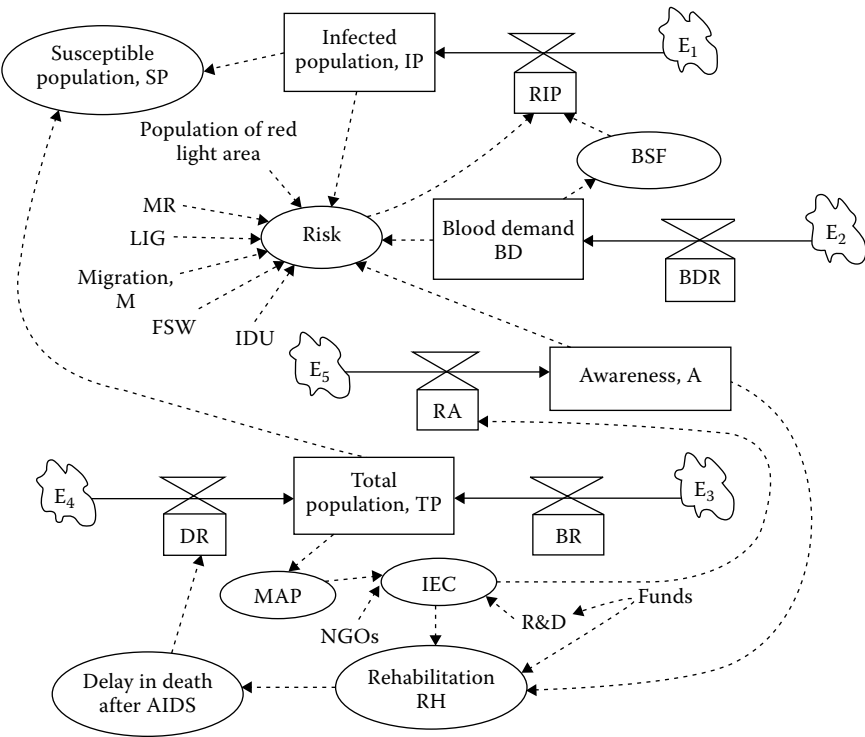 Susceptible
population, SP
Infected
population, IP
E1
RIP
Population of red
light area
BSF
MR
LIG
Migration,
M
FSW
IDU
Risk
Blood demand
BD
E2
BDR
E5
RA
Awareness, A
E4
DR
Total
population, TP
E3
BR
MAP
IEC
NGOs
R&D
Funds
Delay in death
after AIDS
Rehabilitation
RH